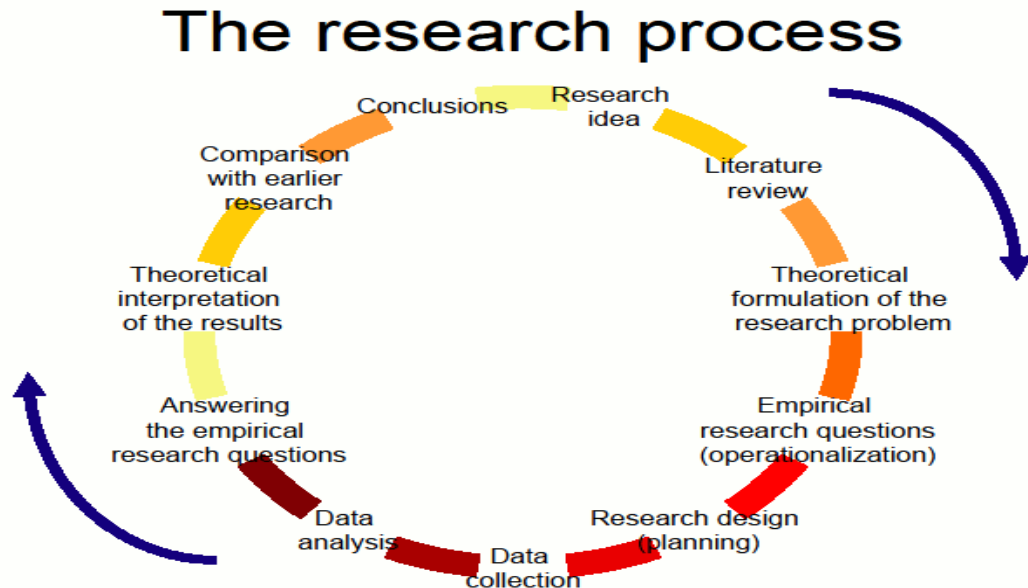 The research process
Research
idea
Literature
review
Theoretical
formulation of the
research problem
Empirical
research questions
(operationalization)
Research design
(planning)
Data
collection
Data
analysis
Answering
the empirical
research questions
Theoretical
interpretation
of the results
Comparison
with earlier
research
Conclusions